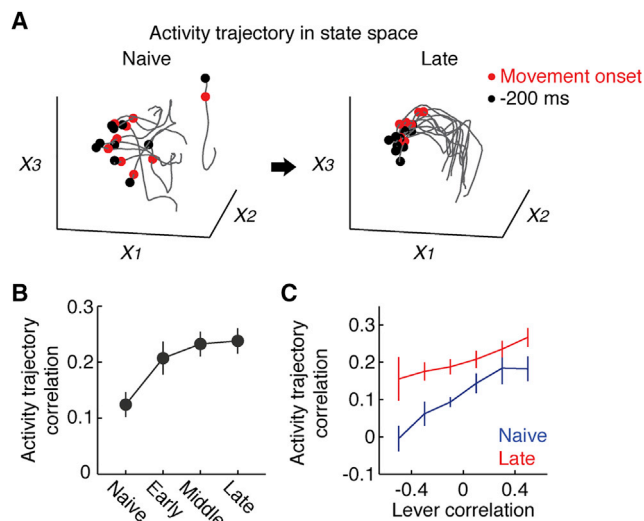 A
Activity trajectory in state space
Naive
Late
Movement onset
-200 ms
X3
X2
X1
X3
X2
X1
B
Activity trajectory
correlation
0.3
0.2
0.1
0
Naive
Early
Middle
Late
C
Activity trajectory
correlation
0.3
0.2
0.1
0
-0.1
Naive
Late
-0.4
0
0.4
Lever correlation